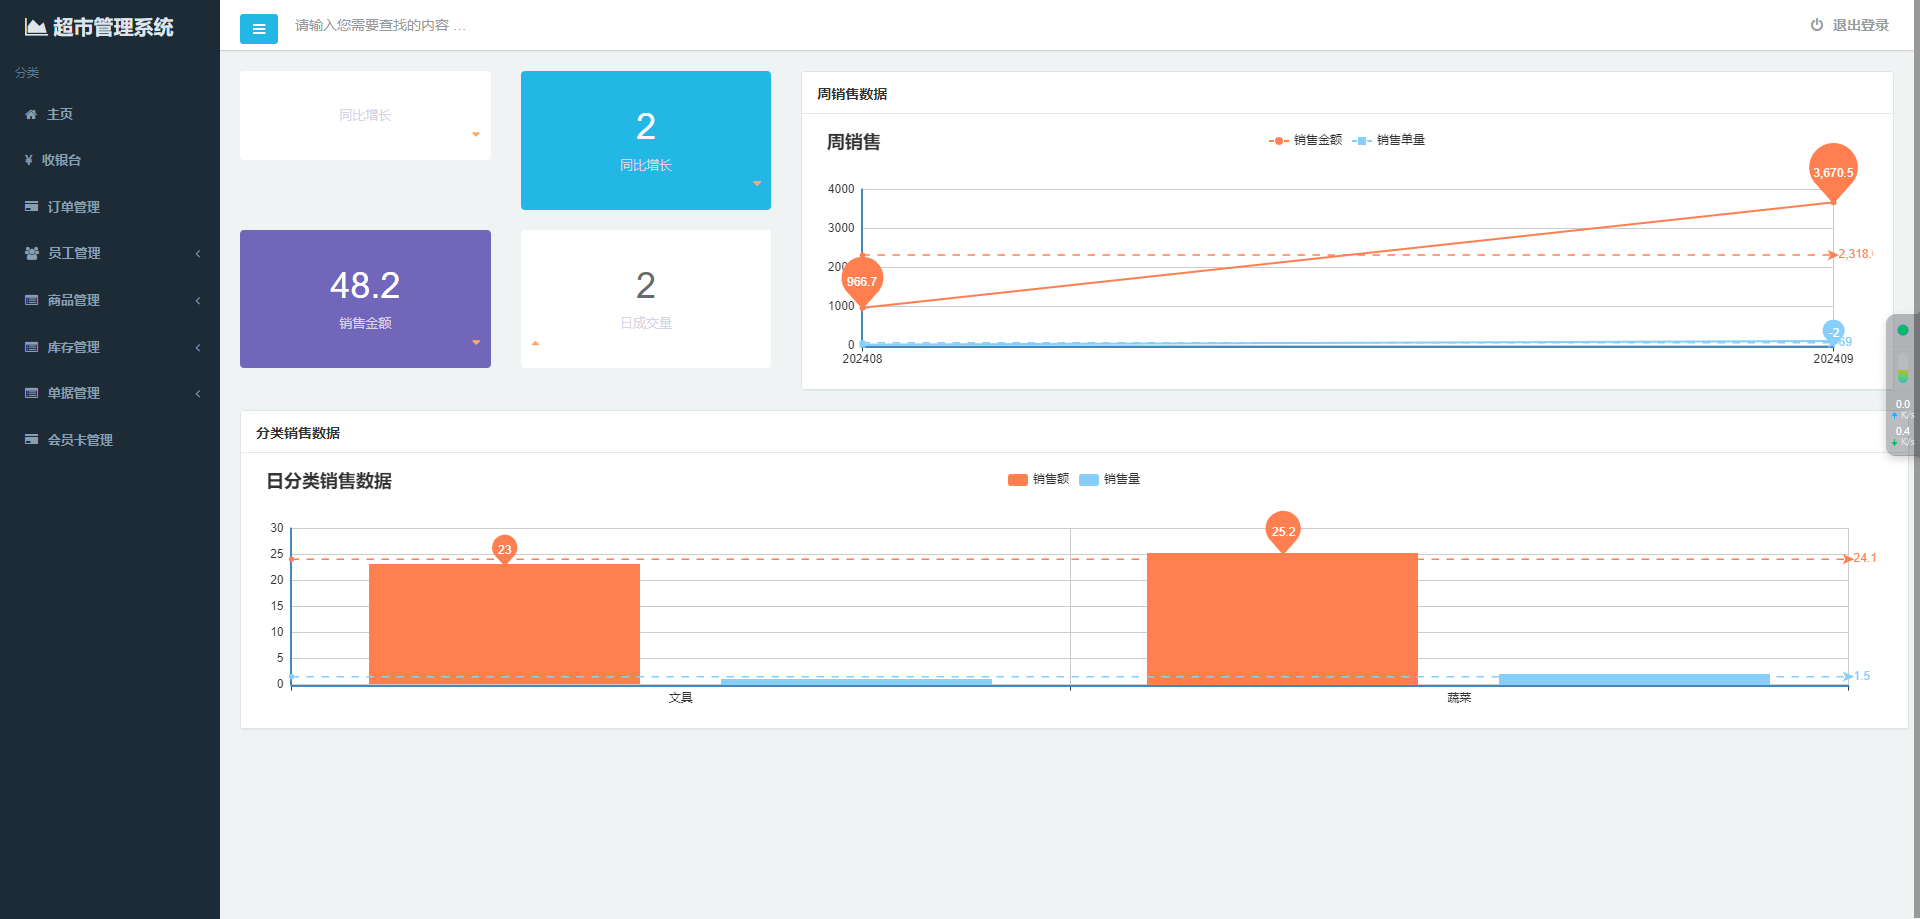 超市管理系统
分类
主页
¥ 收银台
订单管理
员工管理
商品管理
库存管理
单据管理
会员卡管理
请输入您需要查找的内容 …
退出登录
同比增长
2
同比增长
48.2
销售金额
2
日成交量
周销售数据
周销售
销售金额 销售单量
4000
3000
1000
0
966.7
3,670.5
-2
202408
202409
分类销售数据
日分类销售数据
销售额 销售量
30
25
20
15
10
5
0
23
25.2
24.1
1.5
文具
蔬菜
0.0
K/s
0.4
K/s